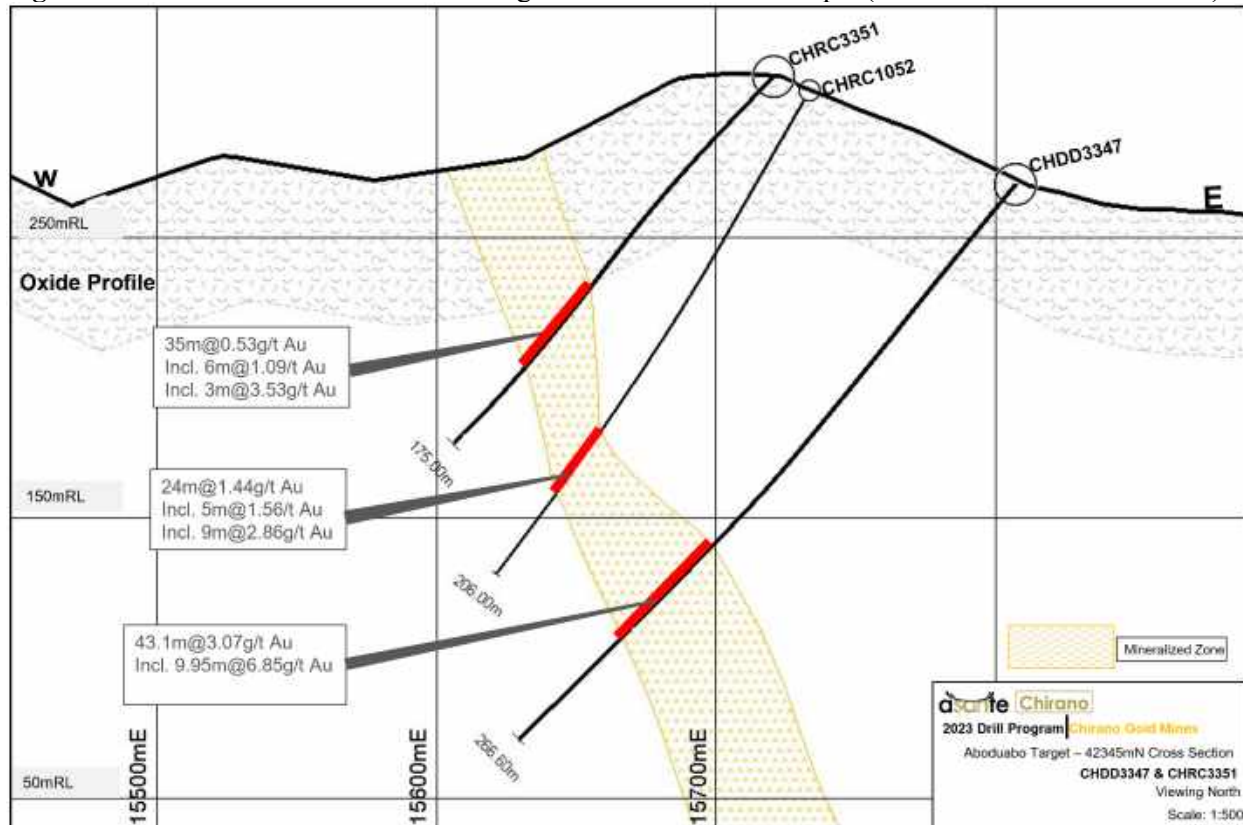 CHRC3351
CHRC1052
CHDD3347
W
E
250mRL
Oxide Profile
35m@0.53g/t Au
Incl. 6m@1.09/t Au
Incl. 3m@3.53g/t Au
175.00m
150mRL
24m@1.44g/t Au
Incl. 5m@1.56/t Au
Incl. 9m@2.86g/t Au
206.00m
43.1m@3.07g/t Au
Incl. 9.95m@6.85g/t Au
266.60m
50mRL
15500mE
15600mE
15700mE
Mineralized Zone
asante Chirano
2023 Drill Program Chirano Gold Mines
Aboduabo Target – 42345mN Cross Section
CHDD3347 & CHRC3351
Viewing North
Scale: 1:500